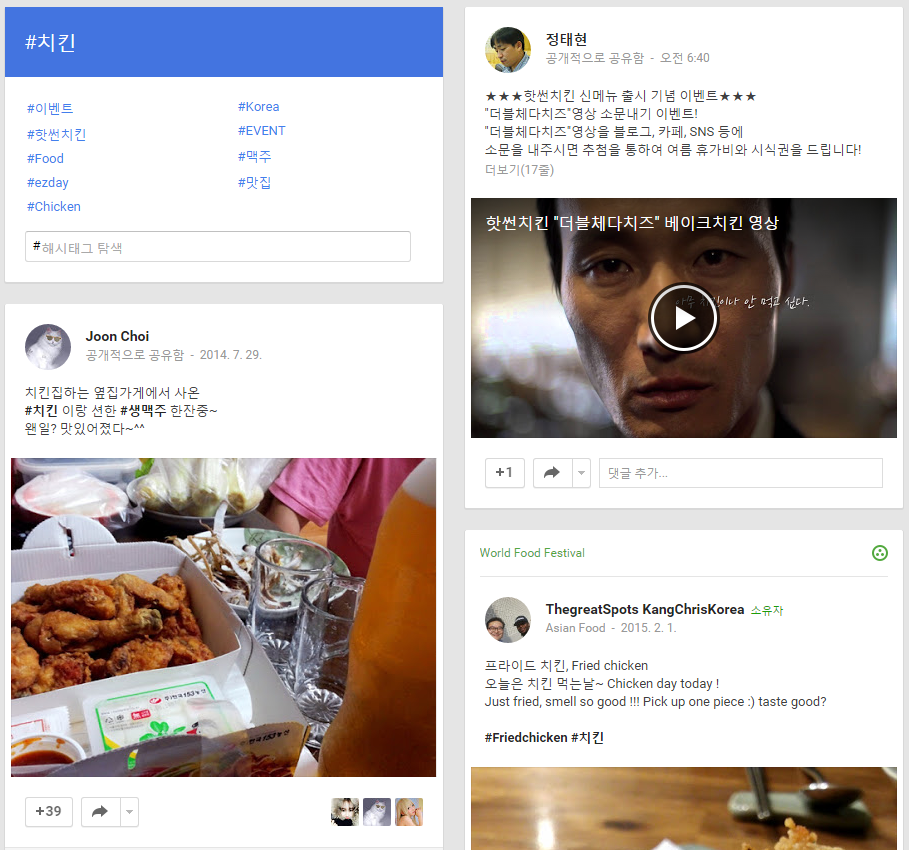 #치킨
#이벤트
#Korea
#핫썬치킨
#EVENT
#Food
#맥주
#ezday
#맛집
#Chicken
#해시태그 탐색
Joon Choi
공개적으로 공유함 - 2014. 7. 29.
치킨집하는 옆집가게에서 사온
#치킨 이랑 션한 #생맥주 한잔중~
왠일? 맛있어졌다~^^
+39
정태현
공개적으로 공유함 - 오전 6:40
★★★핫썬치킨 신메뉴 출시 기념 이벤트★★★
"더블체다치즈"영상 소문내기 이벤트!
"더블체다치즈"영상을 블로그, 카페, SNS 등에
소문을 내주시면 추첨을 통하여 여름 휴가비와 시식권을 드립니다!
더보기(17줄)
핫썬치킨 "더블체다치즈" 베이크치킨 영상
아무 치킨이나 안 먹고 싶다.
+1
댓글 추가...
World Food Festival
ThegreatSpots KangChrisKorea 소유자
Asian Food - 2015. 2. 1.
프라이드 치킨, Fried chicken
오늘은 치킨 먹는날~ Chicken day today !
Just fried, smell so good !!! Pick up one piece :) taste good?
#Friedchicken #치킨